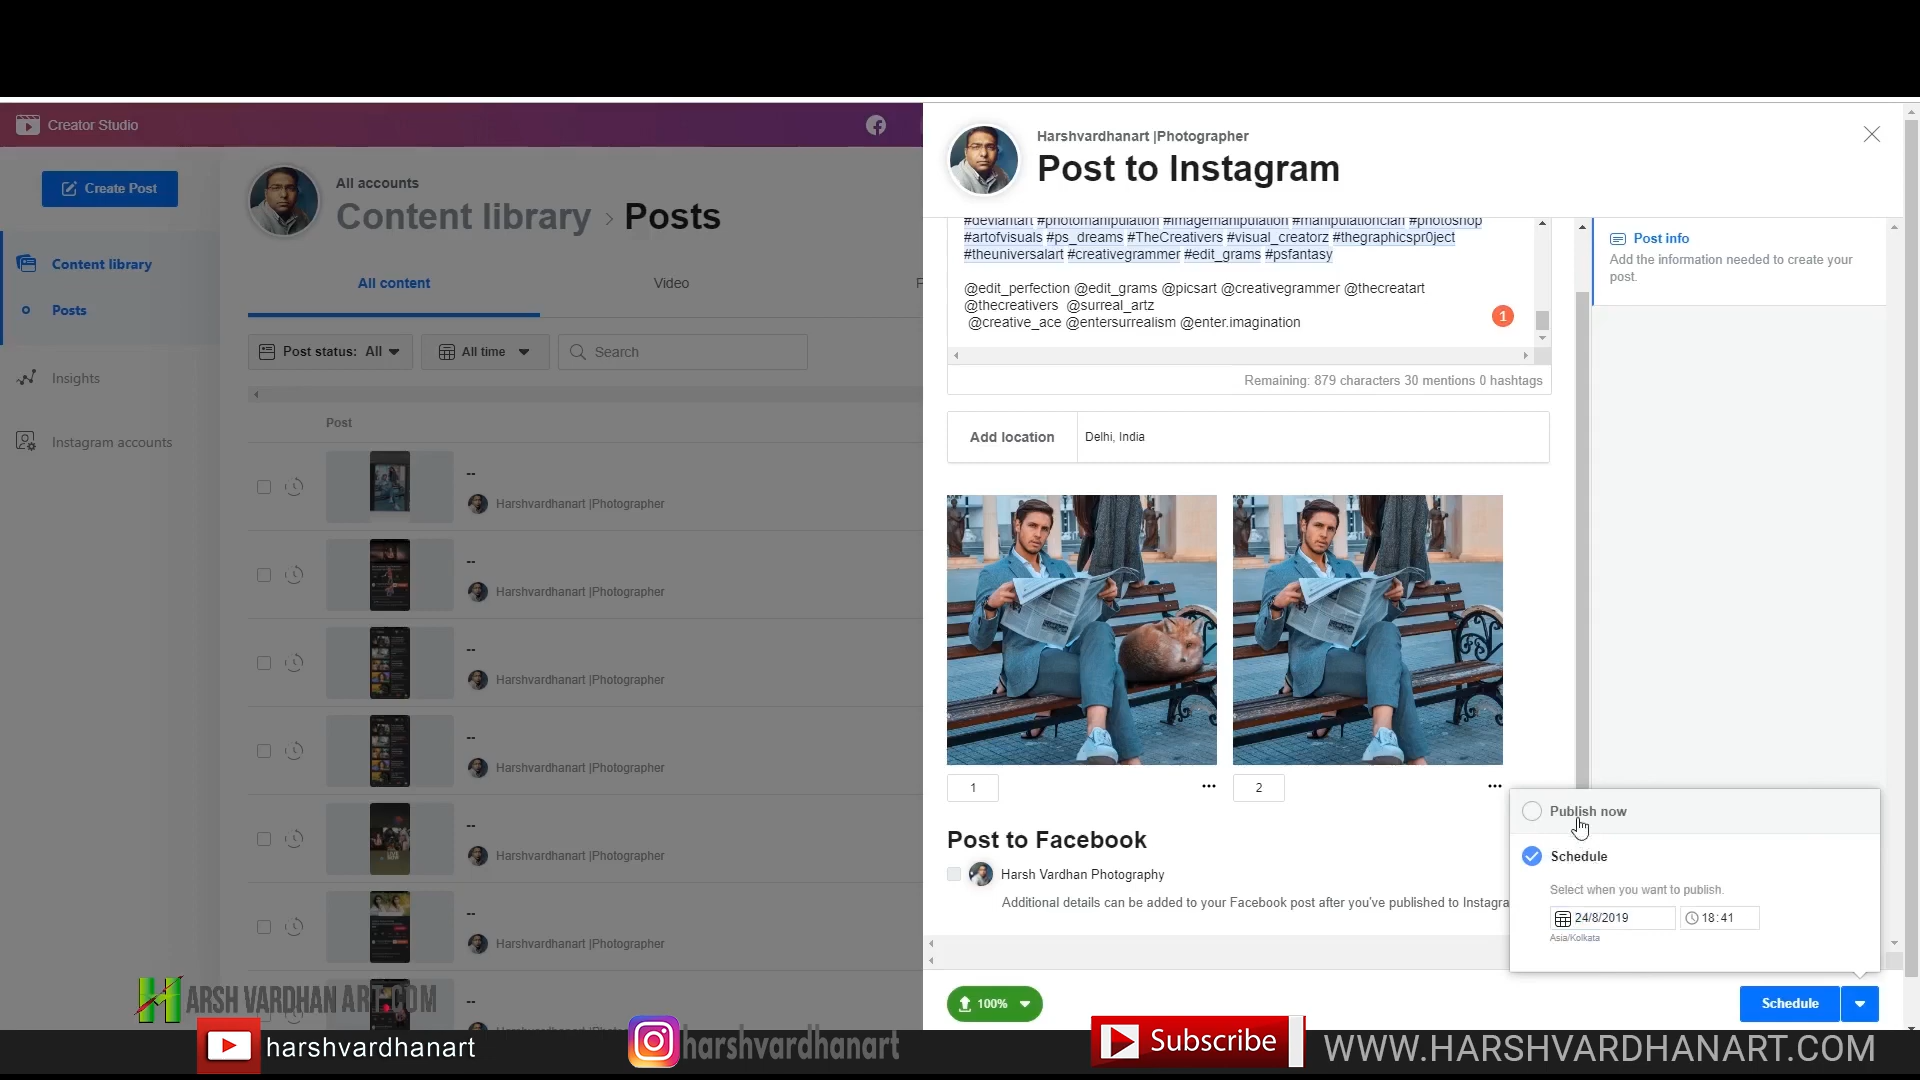 Creator Studio
Create Post
Content library
Posts
Insights
Instagram accounts
All accounts
Content library > Posts
All content
Video
Post status: All
All time
Search
Post
--
Harshvardhanart |Photographer
--
Harshvardhanart |Photographer
--
Harshvardhanart |Photographer
--
Harshvardhanart |Photographer
--
Harshvardhanart |Photographer
--
Harshvardhanart |Photographer
--
Harshvardhanart |Photographer
Post to Instagram
#deviantart #photomanipulation #imagemanipulation #manipulationclan #photoshop
#artofvisuals #ps_dreams #TheCreativers #visual_creatorz #thegraphicspr0ject
#theuniversalart #creativegrammer #edit_grams #psfantasy
@edit_perfection @edit_grams @picsart @creativegrammer @thecreatart
@thecreativers @surreal_artz
@creative_ace @entersurrealism @enter.imagination
1
Remaining: 879 characters 30 mentions 0 hashtags
Add location
Delhi, India
1
2
Post to Facebook
Harsh Vardhan Photography
Additional details can be added to your Facebook post after you've published to Instagra
Post info
Add the information needed to create your
post.
Publish now
Schedule
Select when you want to publish.
24/8/2019
18:41
Asia/Kolkata
100%
Schedule
HARSH VARDHAN ART.COM
harshvardhanart
harshvardhanart
Subscribe
WWW.HARSHVARDHANART.COM